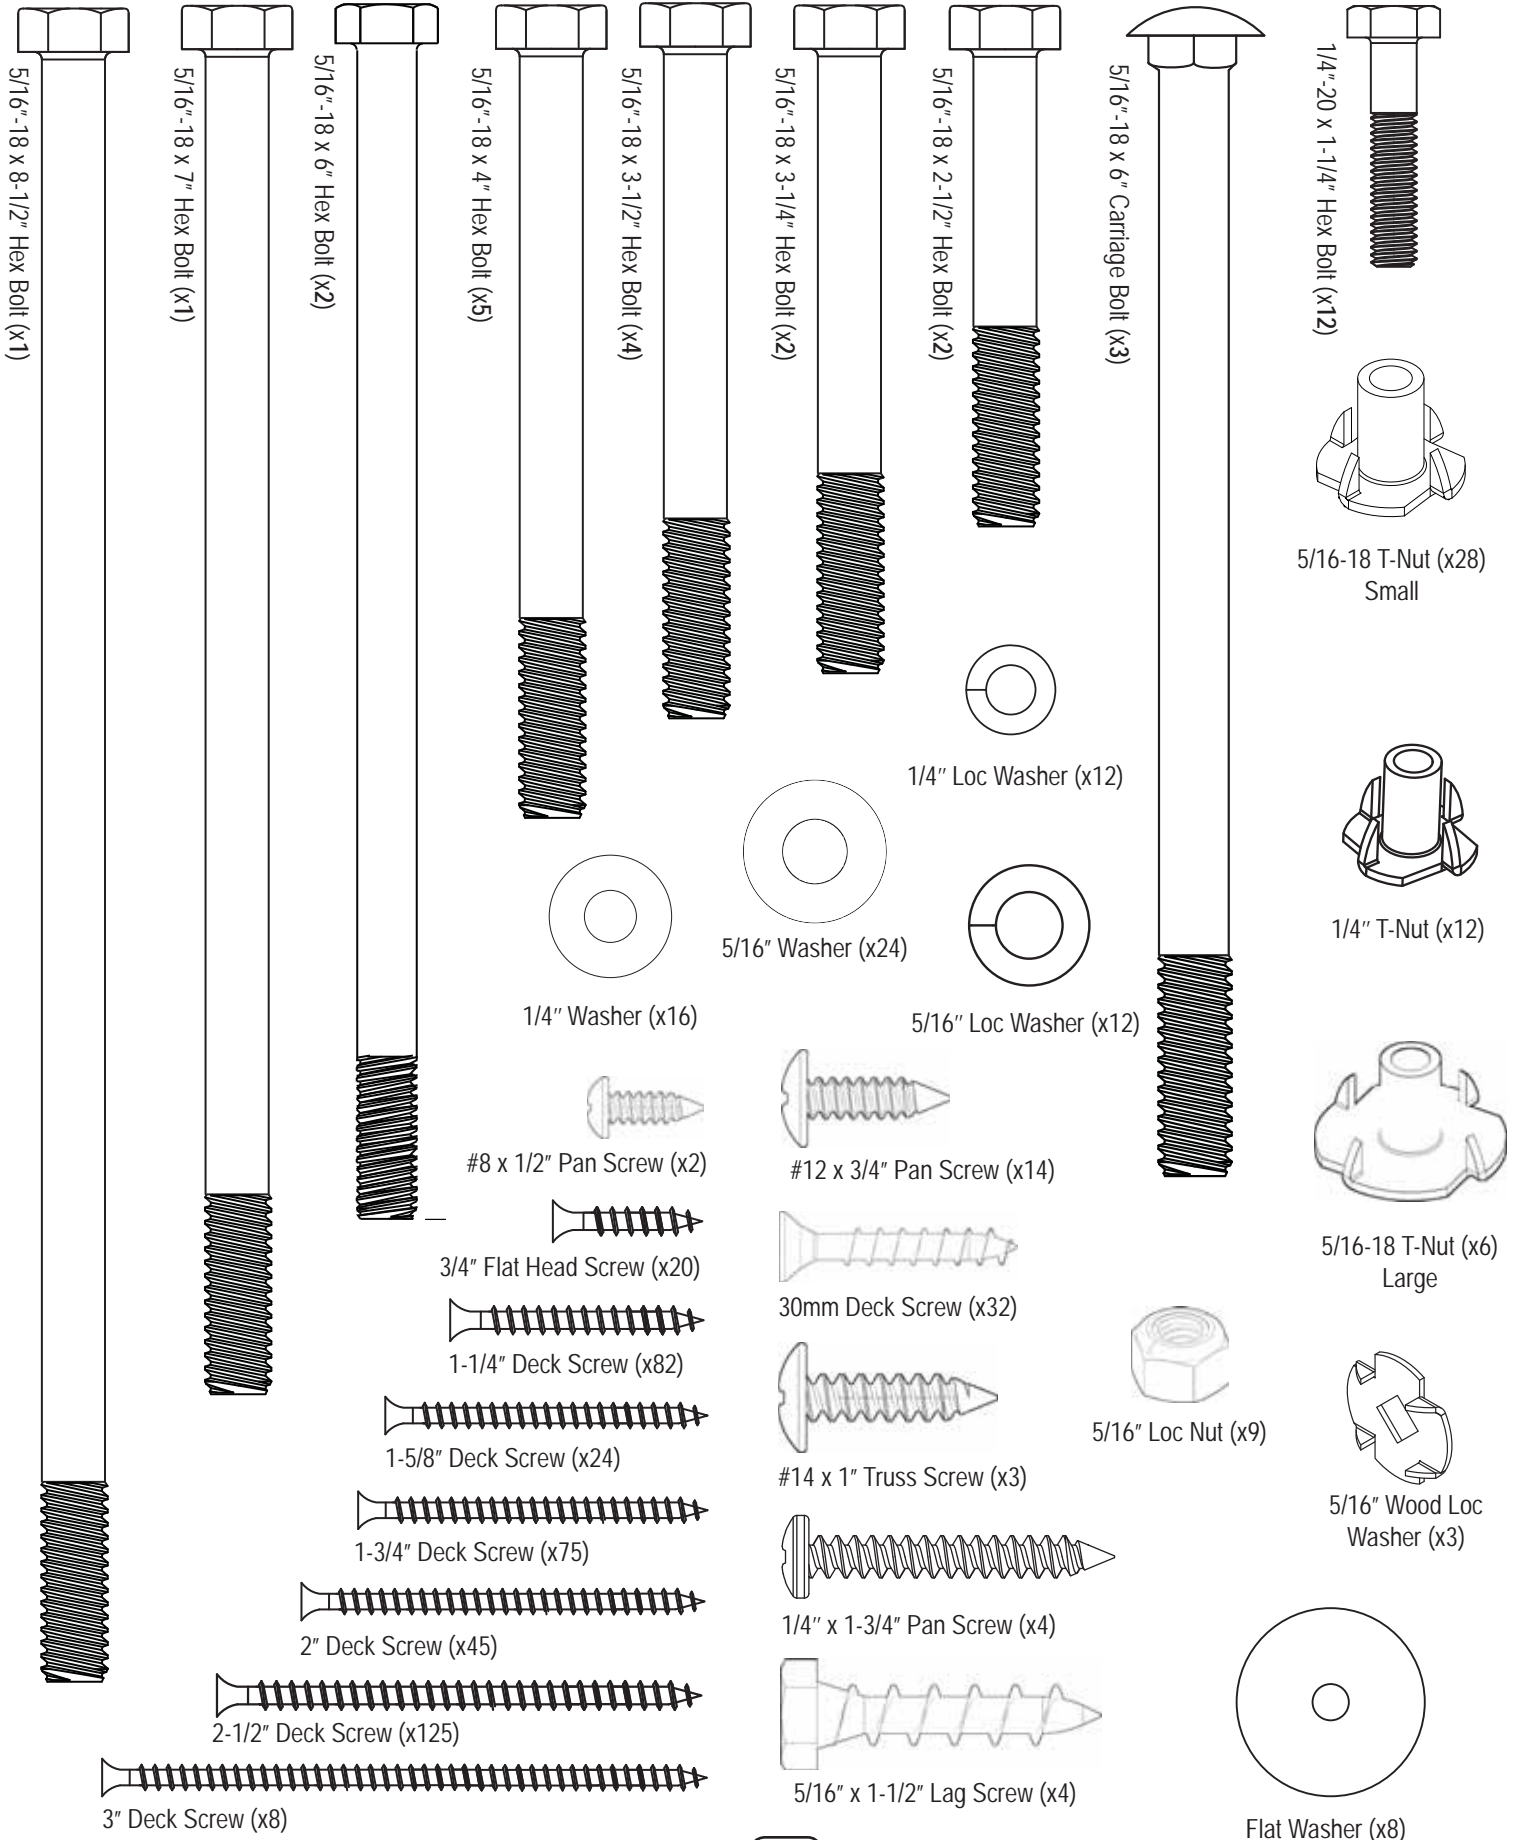 5/16"-18 x 8-1/2" Hex Bolt (x1)
5/16"-18 x 7" Hex Bolt (x1)
5/16"-18 x 6" Hex Bolt (x2)
5/16"-18 x 4" Hex Bolt (x5)
5/16"-18 x 3-1/2" Hex Bolt (x4)
5/16"-18 x 3-1/4" Hex Bolt (x2)
5/16"-18 x 2-1/2" Hex Bolt (x2)
5/16"-18 x 6" Carriage Bolt (x3)
1/4"-20 x 1-1/4" Hex Bolt (x12)
5/16-18 T-Nut (x28)
Small
1/4" Loc Washer (x12)
1/4" T-Nut (x12)
5/16" Washer (x24)
1/4" Washer (x16)
5/16" Loc Washer (x12)
#8 x 1/2" Pan Screw (x2)
#12 x 3/4" Pan Screw (x14)
5/16-18 T-Nut (x6)
Large
3/4" Flat Head Screw (x20)
30mm Deck Screw (x32)
1-1/4" Deck Screw (x82)
5/16" Loc Nut (x9)
1-5/8" Deck Screw (x24)
#14 x 1" Truss Screw (x3)
5/16" Wood Loc
Washer (x3)
1-3/4" Deck Screw (x75)
1/4" x 1-3/4" Pan Screw (x4)
2" Deck Screw (x45)
2-1/2" Deck Screw (x125)
5/16" x 1-1/2" Lag Screw (x4)
3" Deck Screw (x8)
Flat Washer (x8)